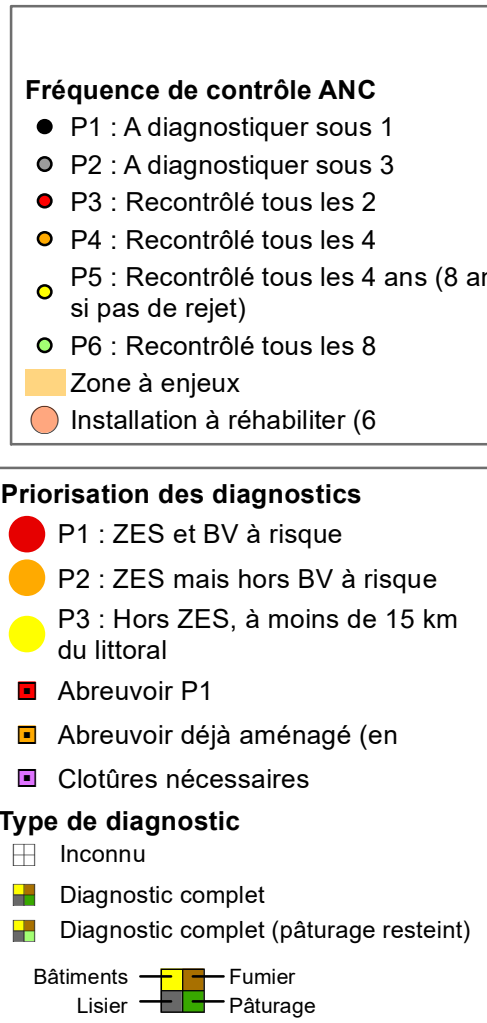 Fréquence de contrôle ANC
P1 : A diagnostiquer sous 1
P2 : A diagnostiquer sous 3
P3 : Recontrôlé tous les 2
P4 : Recontrôlé tous les 4
P5 : Recontrôlé tous les 4 ans (8 an
si pas de rejet)
P6 : Recontrôlé tous les 8
Zone à enjeux
Installation à réhabiliter (6
Priorisation des diagnostics
P1 : ZES et BV à risque
P2 : ZES mais hors BV à risque
P3 : Hors ZES, à moins de 15 km
du littoral
Abreuvoir P1
Abreuvoir déjà aménagé (en
Clotûres nécessaires
Type de diagnostic
Inconnu
Diagnostic complet
Diagnostic complet (pâturage resteint)
Bâtiments Fumier
Lisier Pâturage